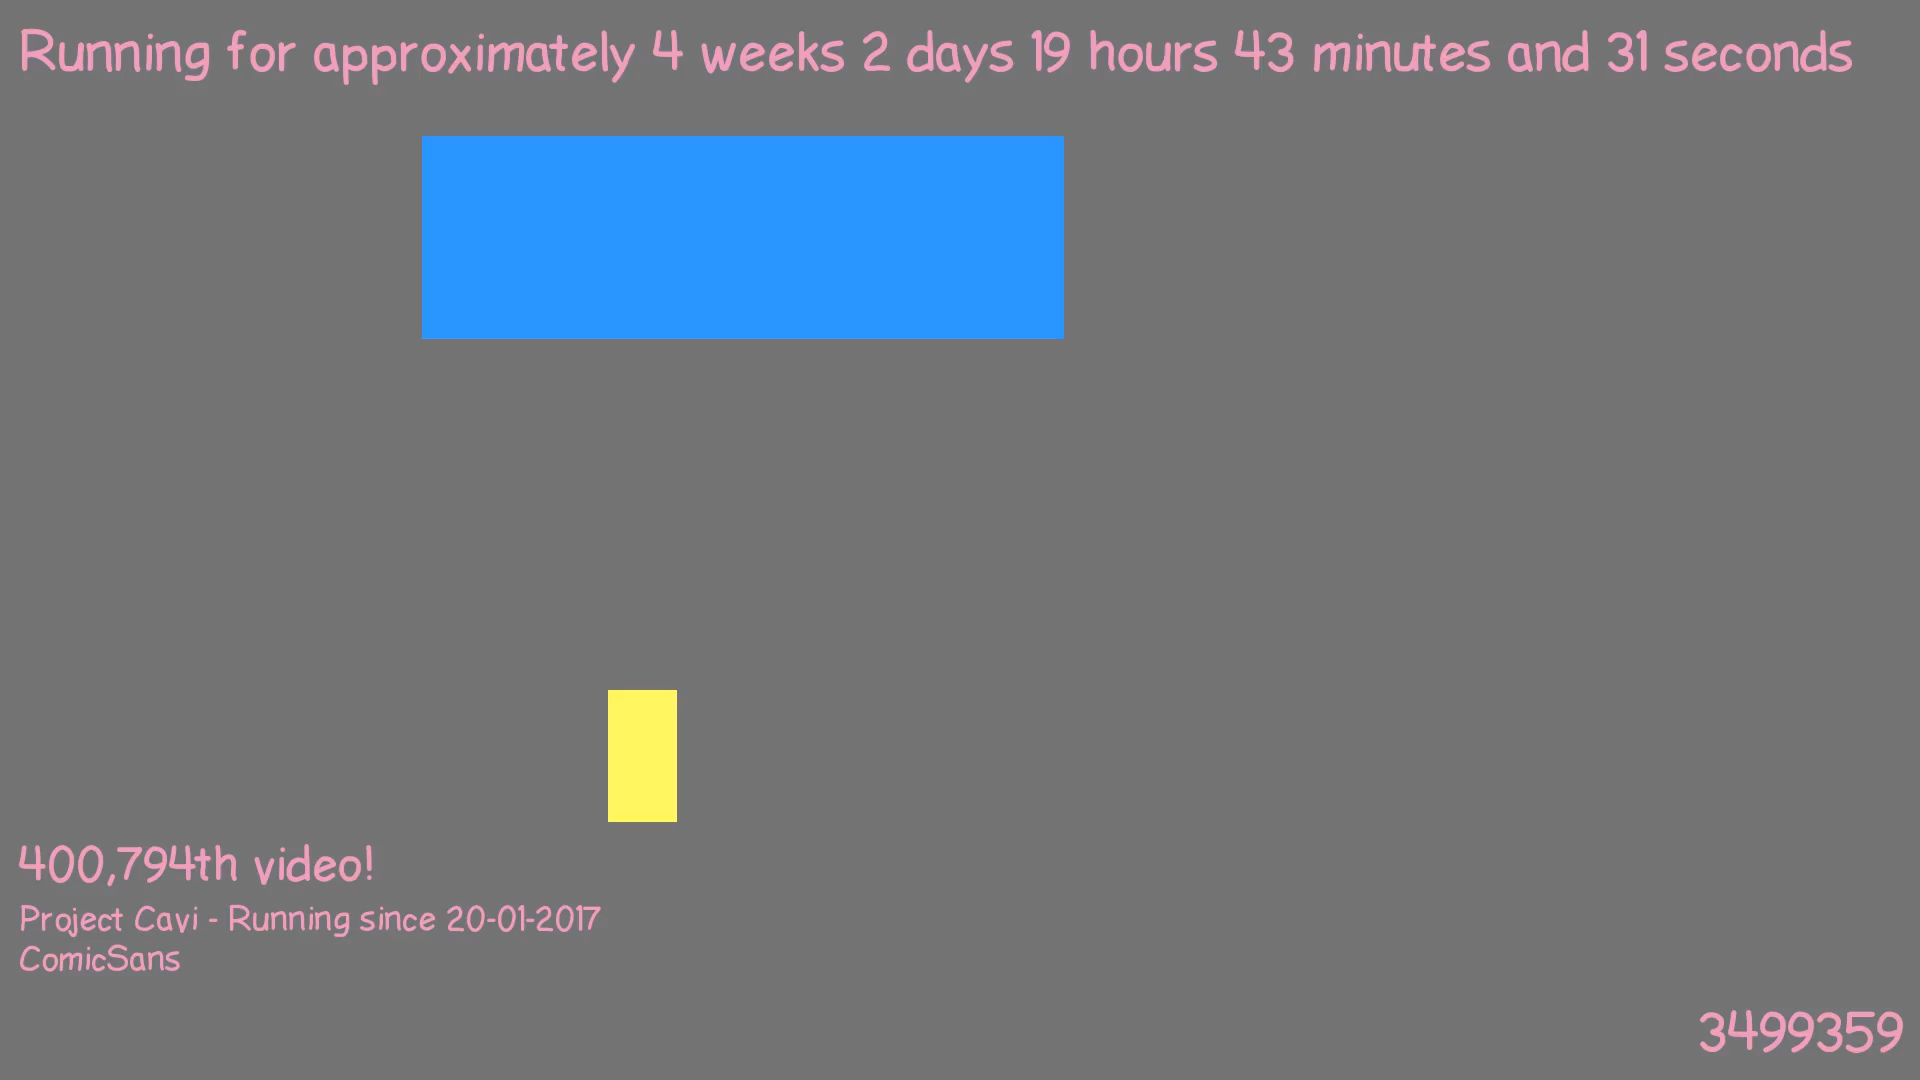 Running for approximately 4 weeks 2 days 19 hours 43 minutes and 31 seconds
400,794th video!
Project Cavi - Running since 20-01-2017
ComicSans
3499359